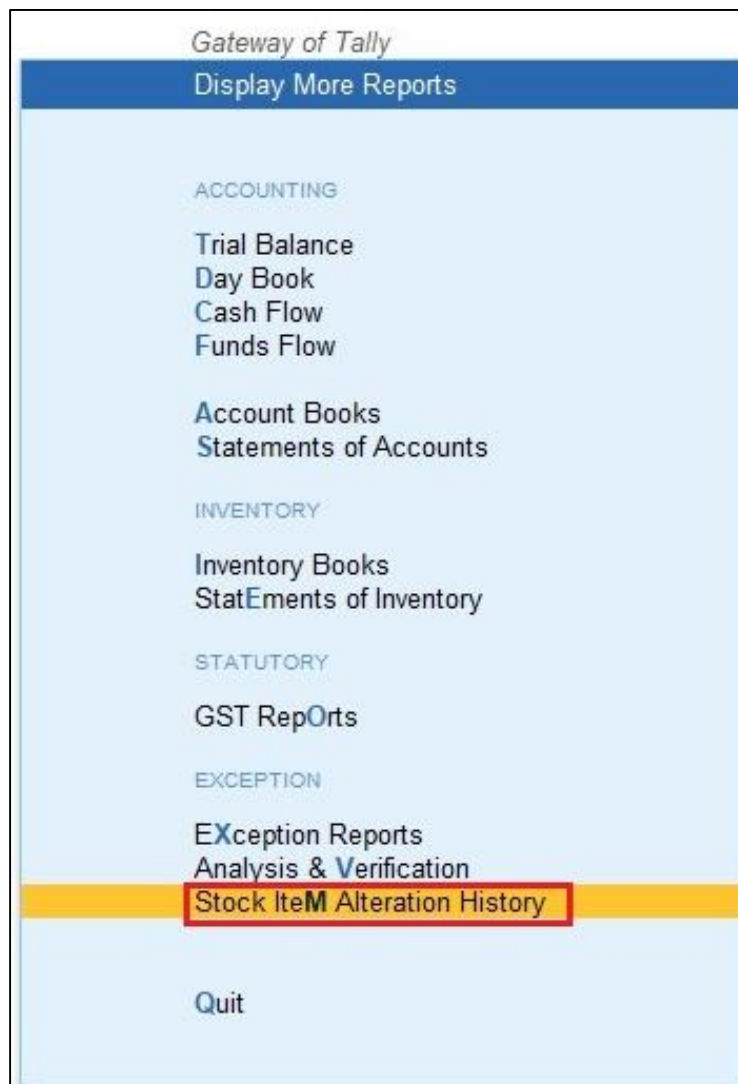 Gateway of Tally
Display More Reports
ACCOUNTING
Trial Balance
Day Book
Cash Flow
Funds Flow
Account Books
Statements of Accounts
INVENTORY
Inventory Books
StatEments of Inventory
STATUTORY
GST RepOrts
EXCEPTION
EXception Reports
Analysis & Verification
Stock IteM Alteration History
Quit